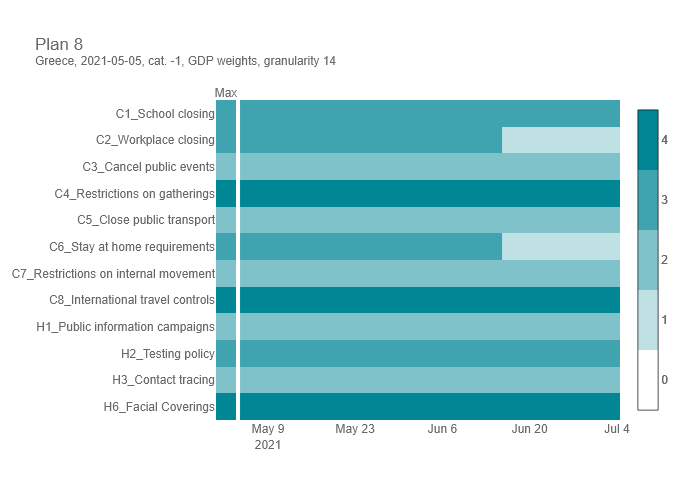 Plan 8
Greece, 2021-05-05, cat. -1, GDP weights, granularity 14
Max
C1_School closing
C2_Workplace closing
C3_Cancel public events
C4_Restrictions on gatherings
C5_Close public transport
C6_Stay at home requirements
C7_Restrictions on internal movement
C8_International travel controls
H1_Public information campaigns
H2_Testing policy
H3_Contact tracing
H6_Facial Coverings
May 9 May 23 Jun 6 Jun 20 Jul 4
2021
4
3
2
1
0